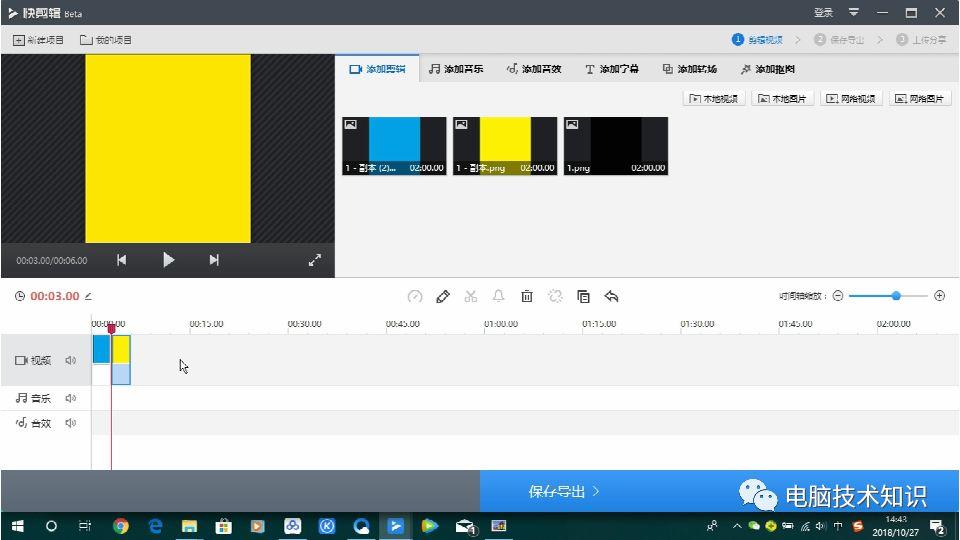 快剪辑 Beta
登录
新建项目 我的项目
1 剪辑视频 2 保存导出 3 上传分享
添加剪辑 添加音乐 添加音效 添加字幕 添加转场 添加抠图
本地视频 本地图片 网络视频 网络图片
1 - 副本 (2)... 02:00.00 1 - 副本.png 02:00.00 1.png 02:00.00
00:03.00/00:06.00
00:03.00
时间轴缩放：
00:00.00 00:15.00 00:30.00 00:45.00 01:00.00 01:15.00 01:30.00 01:45.00 02:00.00
视频
音乐
音效
保存导出
电脑技术知识
中
14:43
2018/10/27
1
2